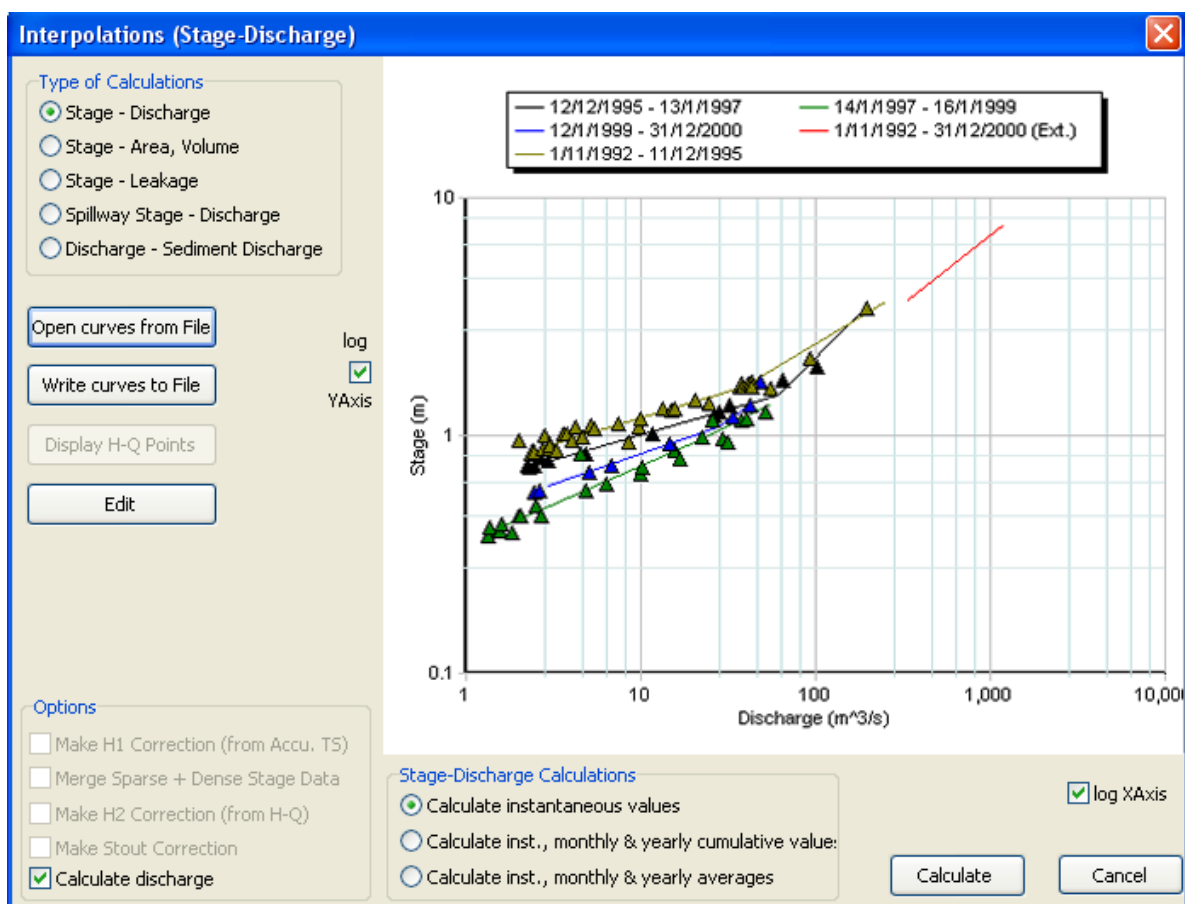 Interpolations (Stage-Discharge)
Type of Calculations
Stage - Discharge
Stage - Area, Volume
Stage - Leakage
Spillway Stage - Discharge
Discharge - Sediment Discharge
Open curves from File
Write curves to File
Display H-Q Points
Edit
log
YAxis
12/12/1995 - 13/1/1997
14/1/1997 - 16/1/1999
12/1/1999 - 31/12/2000
1/11/1992 - 31/12/2000 (Ext.)
1/11/1992 - 11/12/1995
10
1
0.1
Stage (m)
1
10
100
1,000
10,000
Discharge (m^3/s)
Options
Make H1 Correction (from Accu. TS)
Merge Sparse + Dense Stage Data
Make H2 Correction (from H-Q)
Make Stout Correction
Calculate discharge
Stage-Discharge Calculations
Calculate instantaneous values
Calculate inst., monthly & yearly cumulative value:
Calculate inst., monthly & yearly averages
log XAxis
Calculate
Cancel